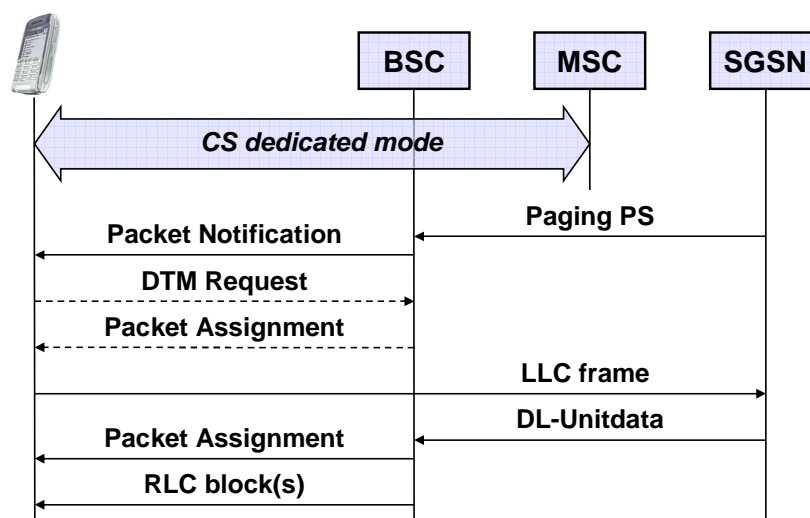 BSC
MSC
SGSN
CS dedicated mode
Paging PS
Packet Notification
DTM Request
Packet Assignment
LLC frame
DL-Unitdata
Packet Assignment
RLC block(s)